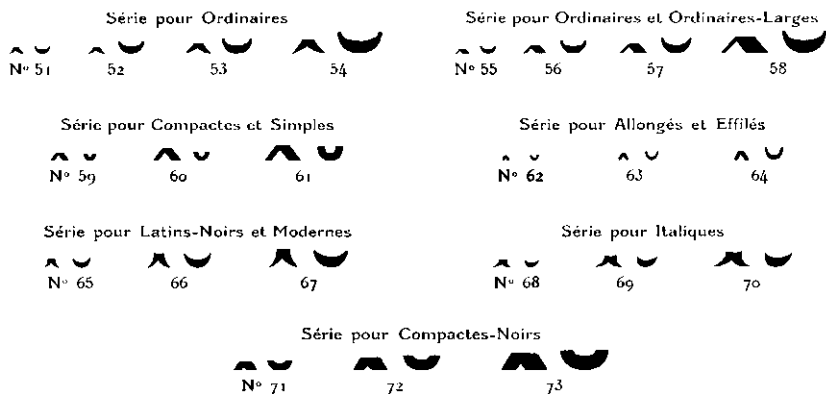 Série pour Ordinaires
Nº 51 52 53 54
Série pour Ordinaires et Ordinaires-Larges
Nº 55 56 57 58
Série pour Compactes et Simples
Nº 59 60 61
Série pour Allongés et Effilés
Nº 62 63 64
Série pour Latins-Noirs et Modernes
Nº 65 66 67
Série pour Italiques
Nº 68 69 70
Série pour Compactes-Noirs
Nº 71 72 73